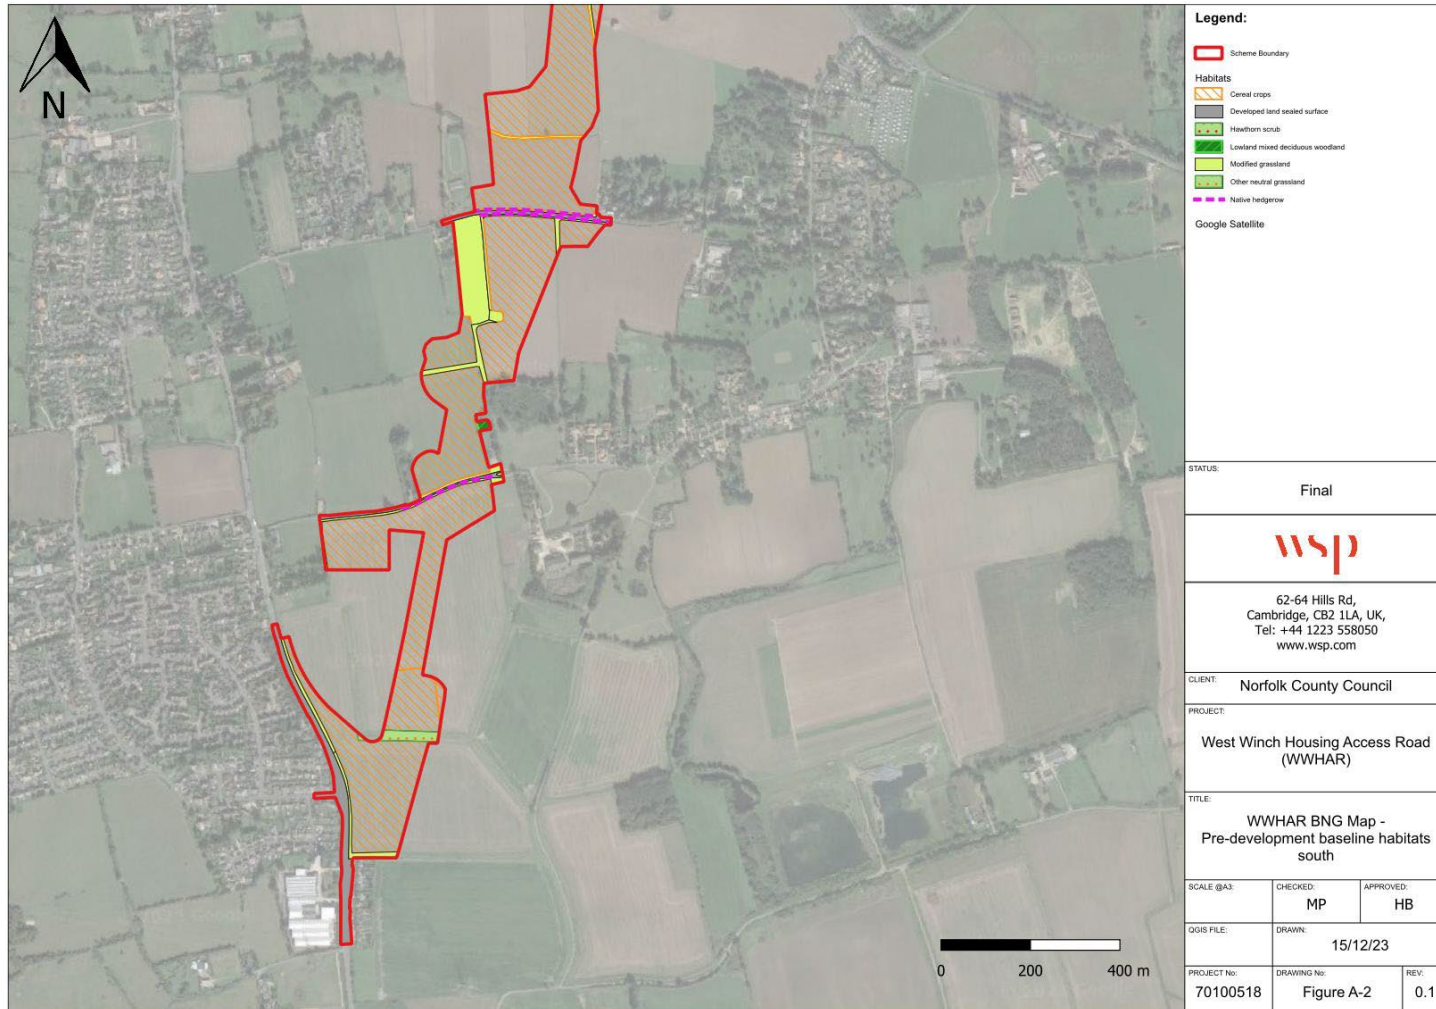 N
0
200
400 m
Legend:
Scheme Boundary
Habitats
Cereal crops
Developed land sealed surface
Hawthorn scrub
Lowland mixed deciduous woodland
Modified grassland
Other neutral grassland
Native hedgerow
Google Satellite
STATUS:
Final
wsp
62-64 Hills Rd,
Cambridge, CB2 1LA, UK,
Tel: +44 1223 558050
www.wsp.com
CLIENT:
Norfolk County Council
PROJECT:
West Winch Housing Access Road
(WWHAR)
TITLE:
WWHAR BNG Map -
Pre-development baseline habitats
south
SCALE @A3:
CHECKED:
MP
APPROVED:
HB
QGIS FILE:
DRAWN:
15/12/23
PROJECT No:
70100518
DRAWING No:
Figure A-2
REV:
0.1